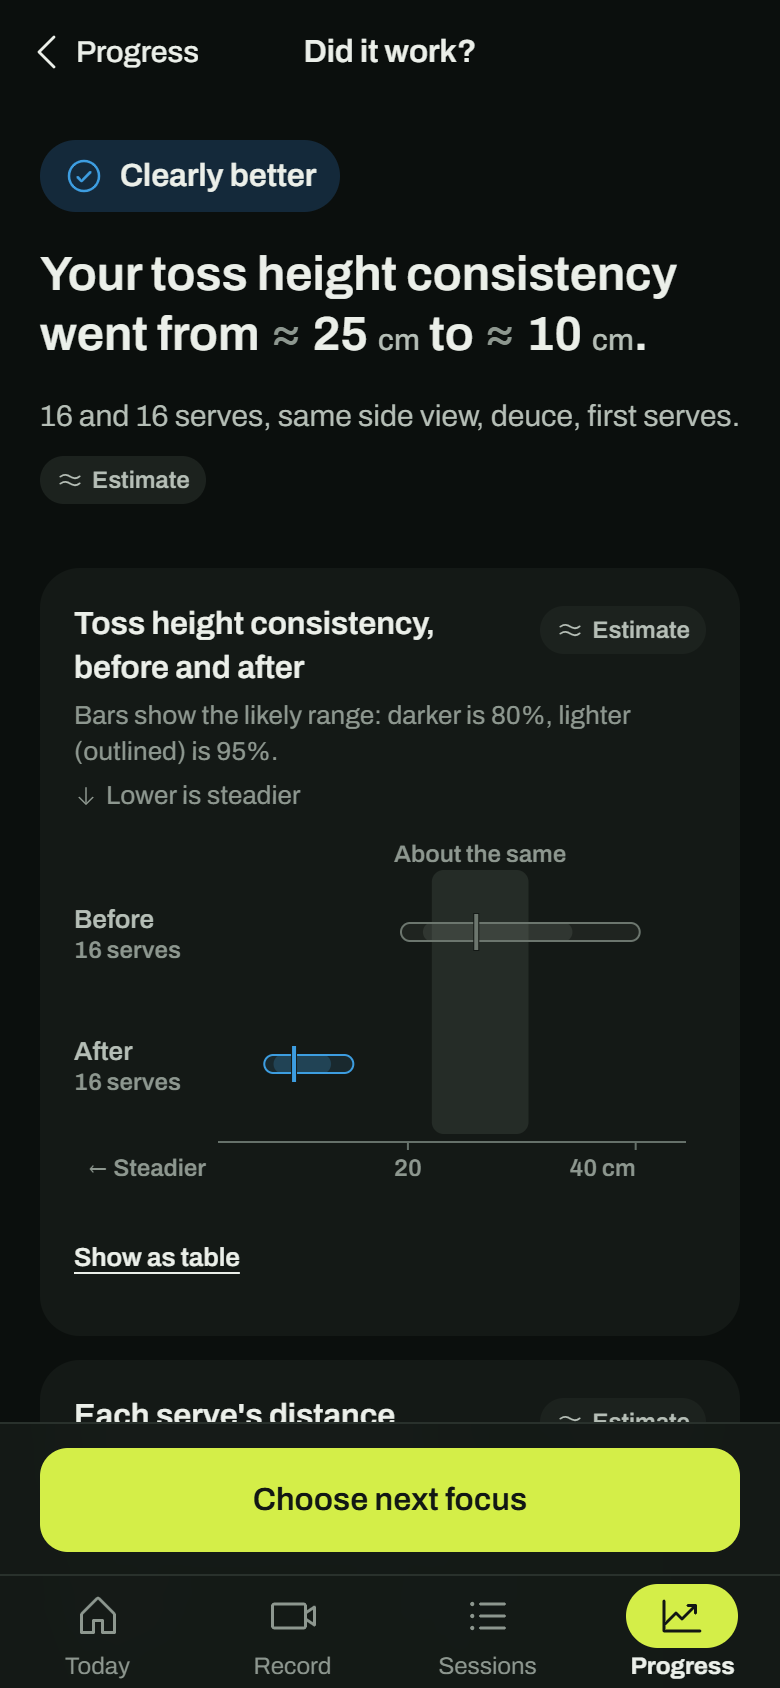 Progress
Did it work?
Clearly better
Your toss height consistency
went from ≈ 25 cm to ≈ 10 cm.
16 and 16 serves, same side view, deuce, first serves.
≈ Estimate
Toss height consistency,
before and after
≈ Estimate
Bars show the likely range: darker is 80%, lighter
(outlined) is 95%.
↓ Lower is steadier
About the same
Before
16 serves
After
16 serves
← Steadier
20
40 cm
Show as table
Each serve's distance
≈ Estimate
Choose next focus
Today
Record
Sessions
Progress